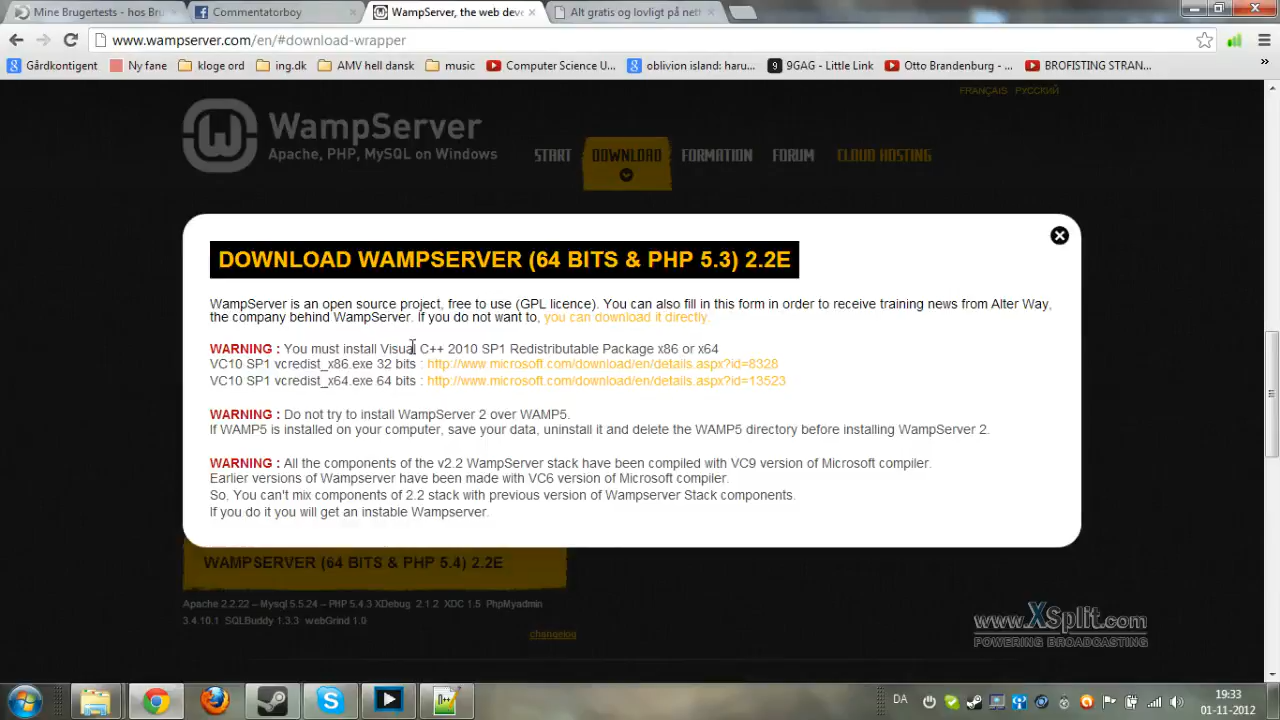 Mine Brugertests - hos Bru
Commentatorboy
WampServer, the web deve
Alt gratis og lovligt på nett
www.wampserver.com/en/#download-wrapper
Gårdkontigent
Ny fane
kloge ord
ing.dk
AMV hell dansk
music
Computer Science U...
oblivion island: haru...
9GAG - Little Link
Otto Brandenburg - ...
BROFISTING STRAN...
FRANÇAIS РУССКИЙ
WampServer
Apache, PHP, MySQL on Windows
START DOWNLOAD FORMATION FORUM CLOUD HOSTING
DOWNLOAD WAMPSERVER (64 BITS & PHP 5.3) 2.2E
WampServer is an open source project, free to use (GPL licence). You can also fill in this form in order to receive training news from Alter Way,
the company behind WampServer. If you do not want to, you can download it directly.
WARNING : You must install Visual C++ 2010 SP1 Redistributable Package x86 or x64
VC10 SP1 vcredist_x86.exe 32 bits : http://www.microsoft.com/download/en/details.aspx?id=8328
VC10 SP1 vcredist_x64.exe 64 bits : http://www.microsoft.com/download/en/details.aspx?id=13523
WARNING : Do not try to install WampServer 2 over WAMP5.
If WAMP5 is installed on your computer, save your data, uninstall it and delete the WAMP5 directory before installing WampServer 2.
WARNING : All the components of the v2.2 WampServer stack have been compiled with VC9 version of Microsoft compiler.
Earlier versions of Wampserver have been made with VC6 version of Microsoft compiler.
So, You can't mix components of 2.2 stack with previous version of Wampserver Stack components.
If you do it you will get an instable Wampserver.
WAMPSERVER (64 BITS & PHP 5.4) 2.2E
Apache 2.2.22 – Mysql 5.5.24 – PHP 5.4.3 XDebug 2.1.2 XDC 1.5 PhpMyadmin
3.4.10.1 SQLBuddy 1.3.3 webGrind 1.0
changelog
www.XSplit.com
POWERING BROADCASTING
DA
19:33
01-11-2012